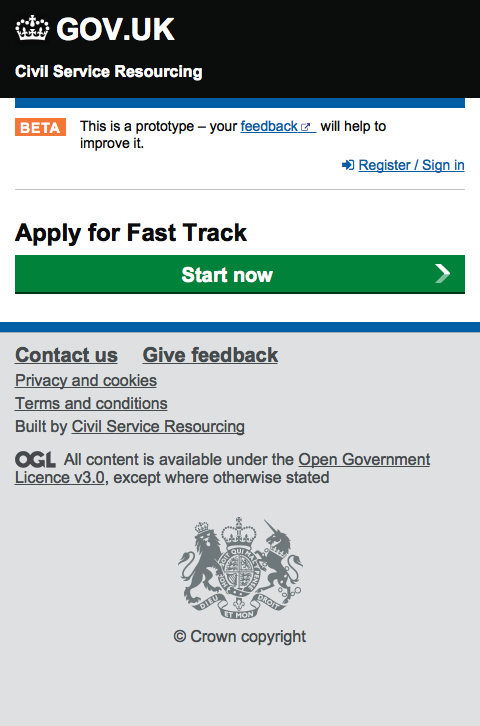 GOV.UK
Civil Service Resourcing
BETA This is a prototype – your feedback will help to
improve it.
Register / Sign in
Apply for Fast Track
Start now
Contact us Give feedback
Privacy and cookies
Terms and conditions
Built by Civil Service Resourcing
OGL All content is available under the Open Government
Licence v3.0, except where otherwise stated
DIEU ET MON DROIT
© Crown copyright